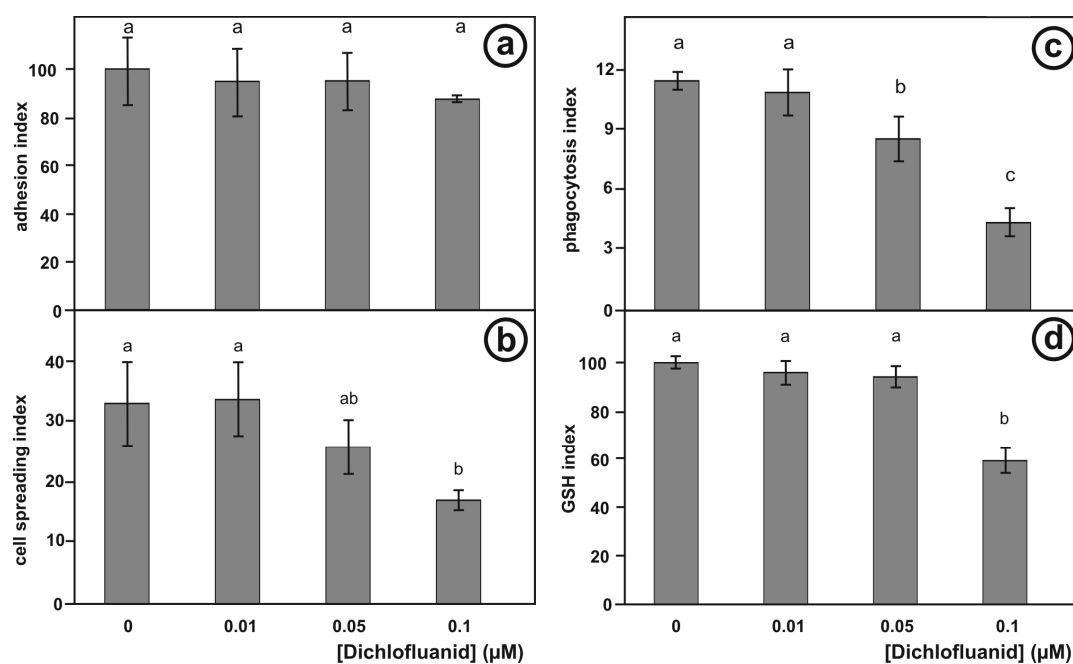 a a a a
a
adhesion index
100
80
60
40
20
0
a a ab b
b
cell spreading index
40
30
20
10
0
0 0.01 0.05 0.1
[Dichlofluanid] (µM)
a a b c
c
phagocytosis index
12
9
6
3
0
a a a b
d
GSH index
100
80
60
40
20
0
0 0.01 0.05 0.1
[Dichlofluanid] (µM)